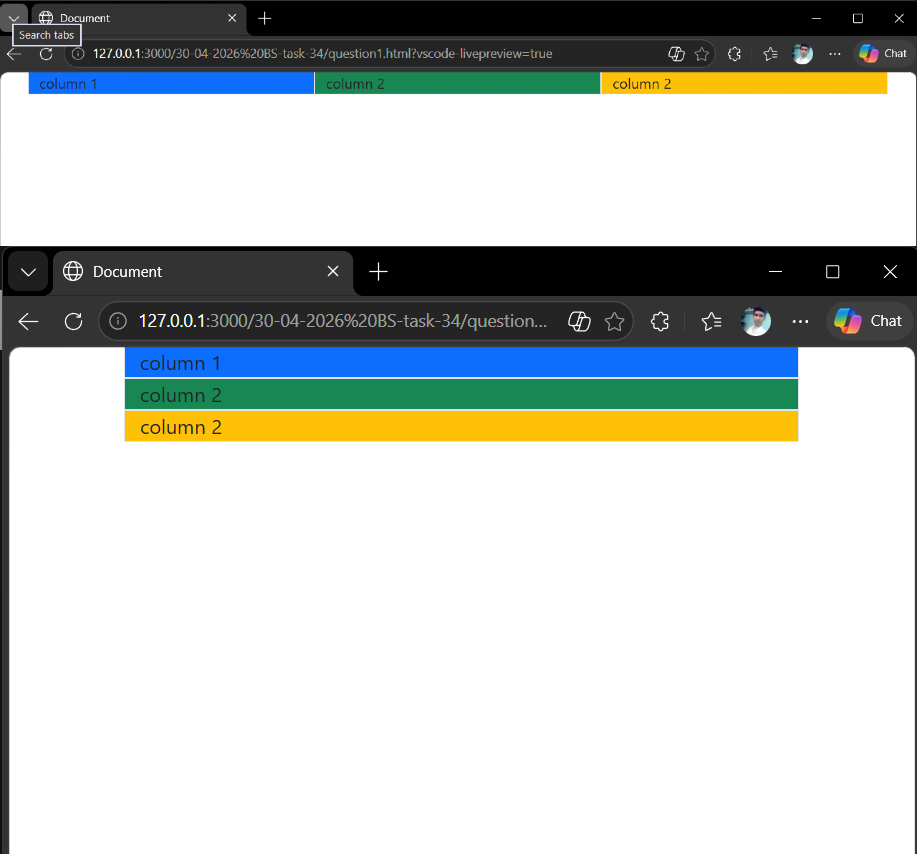 Document
Search tabs
127.0.0.1:3000/30-04-2026%20BS-task-34/question1.html?vscode-livepreview=true
Chat
column 1 column 2 column 2
Document
127.0.0.1:3000/30-04-2026%20BS-task-34/question...
Chat
column 1
column 2
column 2